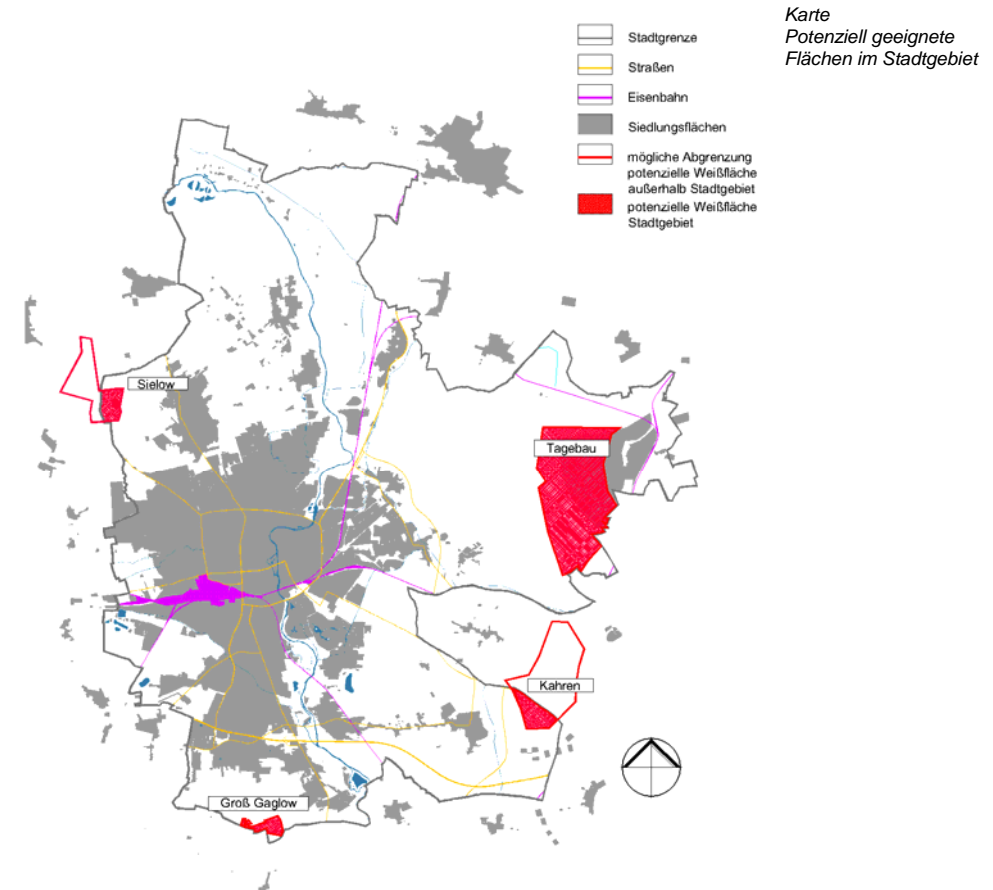 Karte
Potenziell geeignete
Flächen im Stadtgebiet
Stadtgrenze
Straßen
Eisenbahn
Siedlungsflächen
mögliche Abgrenzung
potenzielle Weißfläche
außerhalb Stadtgebiet
potenzielle Weißfläche
Stadtgebiet
Sielow
Tagebau
Kahren
Groß Gaglow